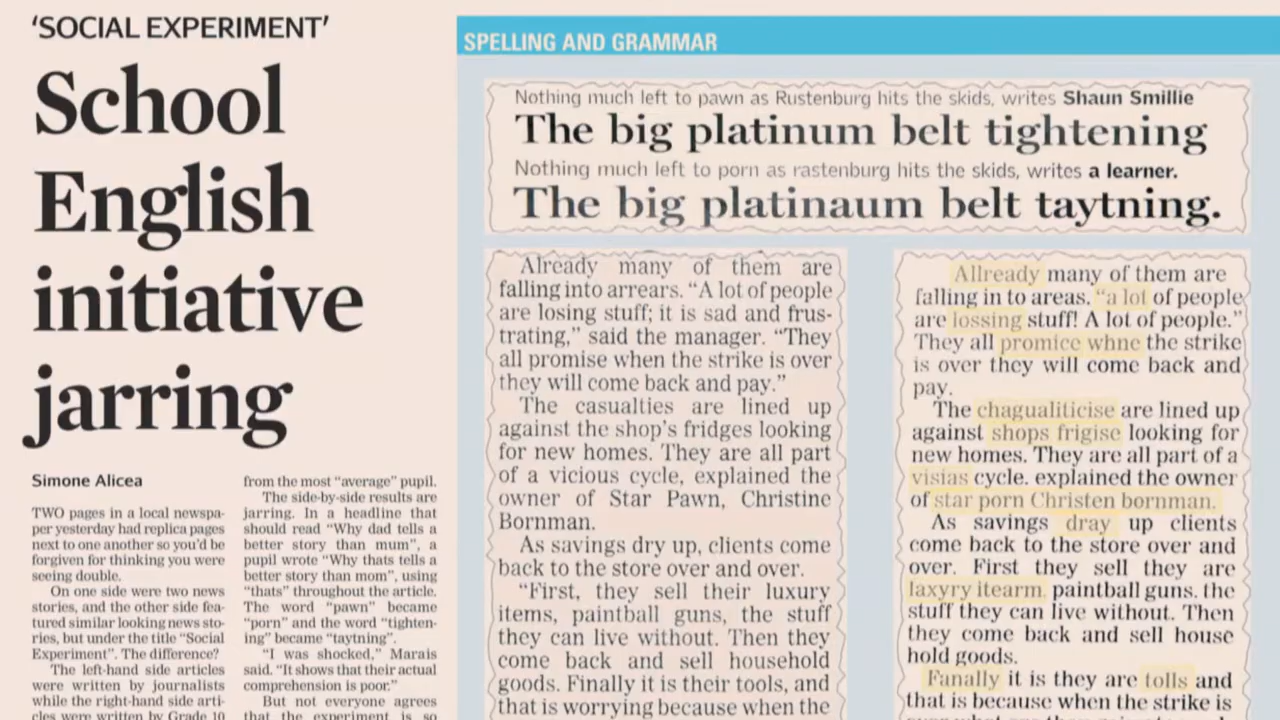 'SOCIAL EXPERIMENT'
School
English
initiative
jarring
Simone Alicea
TWO pages in a local newspa-
per yesterday had replica pages
next to one another so you'd be
forgiven for thinking you were
seeing double.
On one side were two news
stories, and the other side fea-
tured similar looking news sto-
ries, but under the title "Social
Experiment". The difference?
The left-hand side articles
were written by journalists
while the right-hand side arti-
cles were written by Grade 10
from the most "average" pupil.
The side-by-side results are
jarring. In a headline that
should read "Why dad tells a
better story than mum", a
pupil wrote "Why thats tells a
better story than mom", using
"thats" throughout the article.
The word "pawn" became
"porn" and the word "tighten-
ing" became "taytning".
"I was shocked," Marais
said. "It shows that their actual
comprehension is poor."
But not everyone agrees
that the experiment is so
SPELLING AND GRAMMAR
Nothing much left to pawn as Rustenburg hits the skids, writes Shaun Smillie
The big platinum belt tightening
Nothing much left to porn as rastenburg hits the skids, writes a learner.
The big platinaum belt taytning.
Already many of them are
falling into arrears. "A lot of people
are losing stuff; it is sad and frus-
trating," said the manager. "They
all promise when the strike is over
they will come back and pay."
The casualties are lined up
against the shop's fridges looking
for new homes. They are all part
of a vicious cycle, explained the
owner of Star Pawn, Christine
Bornman.
As savings dry up, clients come
back to the store over and over.
"First, they sell their luxury
items, paintball guns, the stuff
they can live without. Then they
come back and sell household
goods. Finally it is their tools, and
that is worrying because when the
Allready many of them are
falling in to areas. "a lot of people
are lossing stuff! A lot of people."
They all promice whne the strike
is over they will come back and
pay.
The chagualiticise are lined up
against shops frigise looking for
new homes. They are all part of a
visias cycle. explained the owner
of star porn Christen bornman.
As savings dray up clients
come back to the store over and
over. First they sell they are
laxyry itearm. paintball guns. the
stuff they can live without. Then
they come back and sell house
hold goods.
Fanally it is they are tolls and
that is because when the strike is